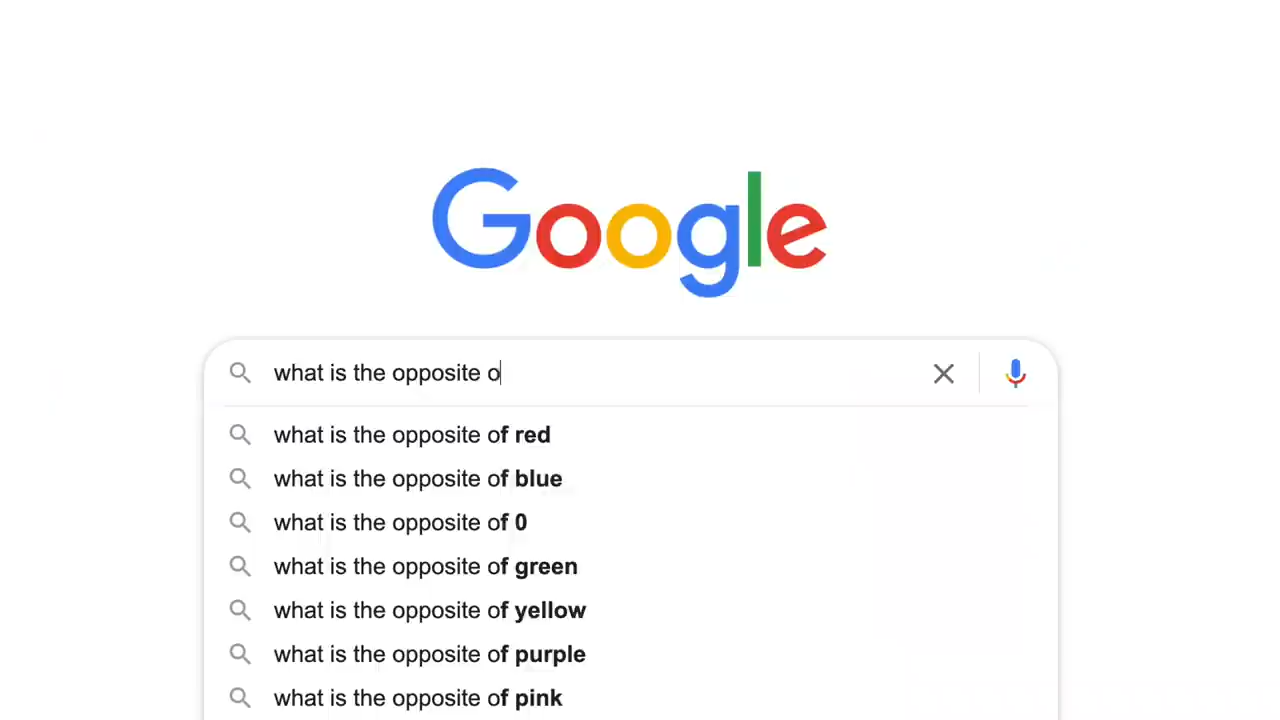 Google
what is the opposite o
what is the opposite of red
what is the opposite of blue
what is the opposite of 0
what is the opposite of green
what is the opposite of yellow
what is the opposite of purple
what is the opposite of pink